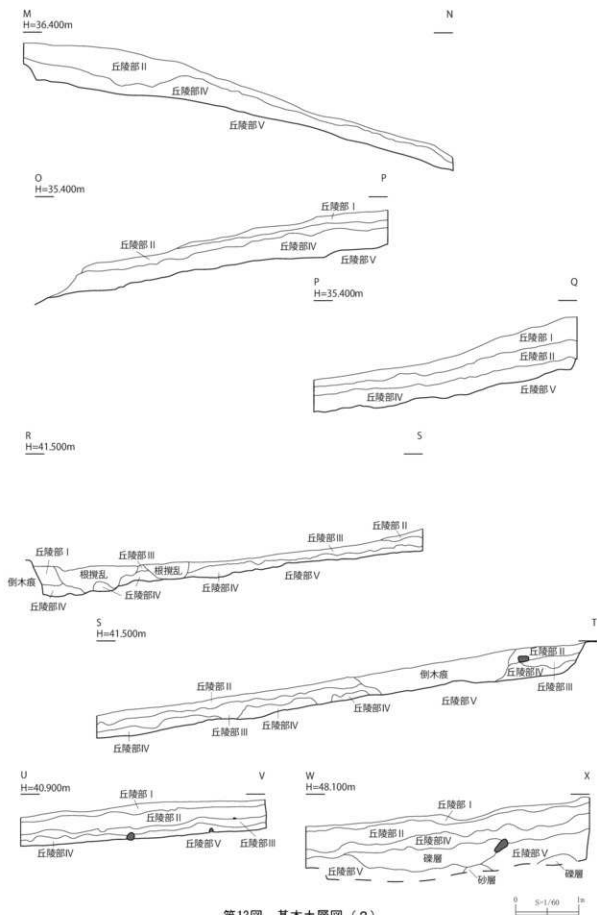 M N
H=36.400m
丘陵部Ⅱ
丘陵部Ⅳ
丘陵部Ⅴ
O P
H=35.400m
丘陵部Ⅰ
丘陵部Ⅱ
丘陵部Ⅳ
丘陵部Ⅴ
P Q
H=35.400m
丘陵部Ⅰ
丘陵部Ⅱ
丘陵部Ⅳ
丘陵部Ⅴ
R S
H=41.500m
丘陵部Ⅱ
丘陵部Ⅰ 丘陵部Ⅲ 丘陵部Ⅲ
倒木痕 根撹乱 根撹乱
丘陵部Ⅳ 丘陵部Ⅳ 丘陵部Ⅳ 丘陵部Ⅴ
S T
H=41.500m
丘陵部Ⅱ
丘陵部Ⅱ 倒木痕 丘陵部Ⅳ
丘陵部Ⅳ 丘陵部Ⅲ 丘陵部Ⅳ 丘陵部Ⅳ 丘陵部Ⅴ 丘陵部Ⅲ
U V
H=40.900m
丘陵部Ⅰ
丘陵部Ⅱ
丘陵部Ⅳ 丘陵部Ⅴ 丘陵部Ⅲ
W X
H=48.100m
丘陵部Ⅰ
丘陵部Ⅱ
丘陵部Ⅳ
丘陵部Ⅴ 礫層 丘陵部Ⅴ
砂層 礫層
第13図 基本土層図（2）
0 S=1/60 1m